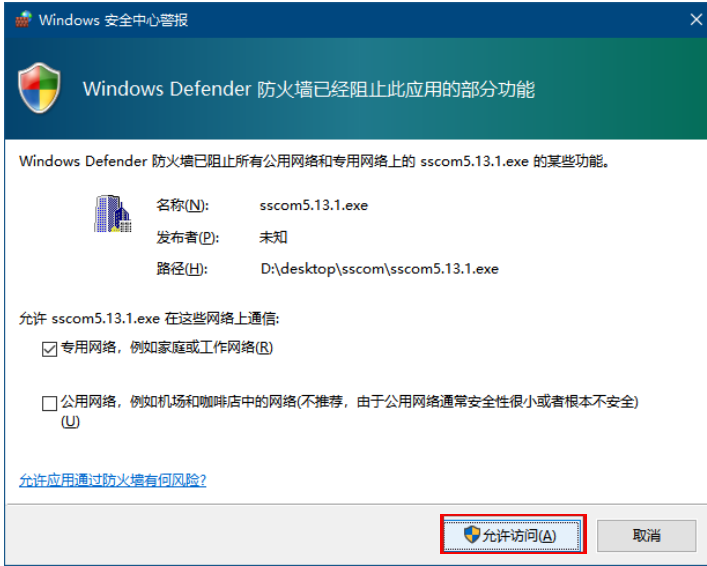 Windows 安全中心警报
Windows Defender 防火墙已经阻止此应用的部分功能
Windows Defender 防火墙已阻止所有公用网络和专用网络上的 sscom5.13.1.exe 的某些功能。
名称(N): sscom5.13.1.exe
发布者(P): 未知
路径(H): D:\desktop\sscom\sscom5.13.1.exe
允许 sscom5.13.1.exe 在这些网络上通信:
专用网络，例如家庭或工作网络(R)
公用网络，例如机场和咖啡店中的网络(不推荐，由于公用网络通常安全性很小或者根本不安全)
(U)
允许应用通过防火墙有何风险?
允许访问(A) 取消